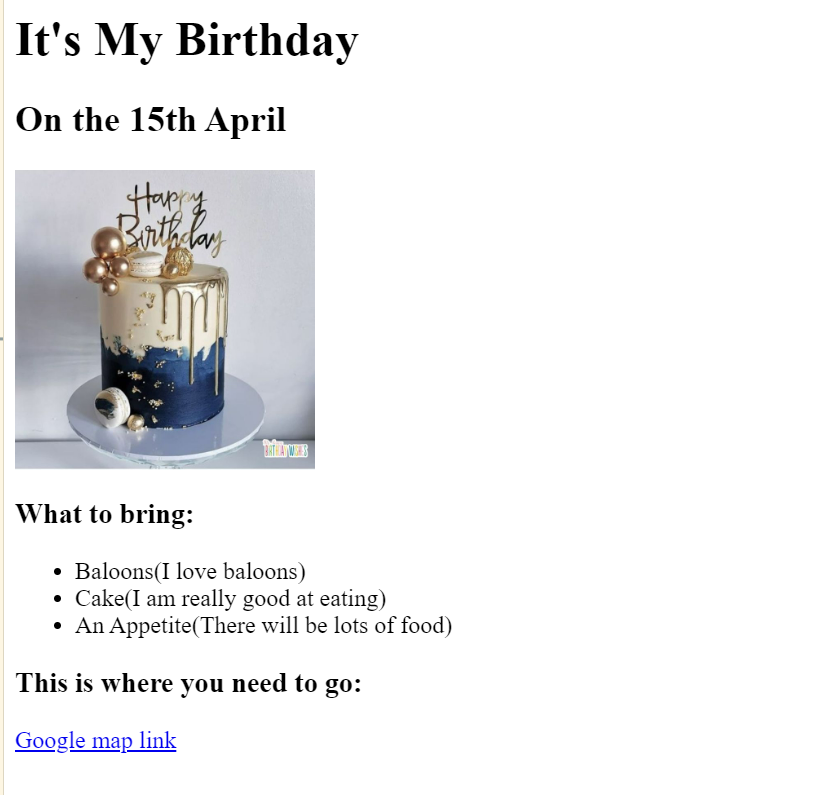 It's My Birthday
On the 15th April
Happy
Birthday
What to bring:
Baloons(I love baloons)
Cake(I am really good at eating)
An Appetite(There will be lots of food)
This is where you need to go:
Google map link